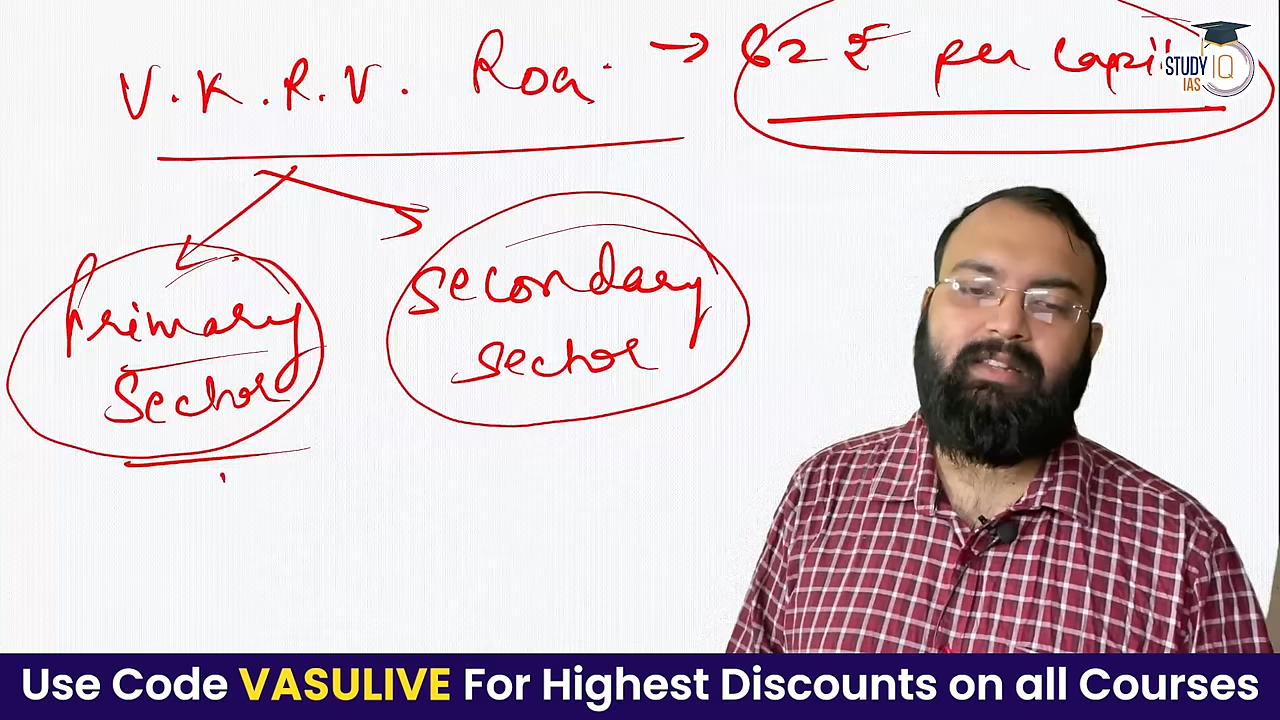 V.K.R.V. Roa. → 62 ₹ per Capi
STUDY IQ
IAS
Primary
Sector
Secondary
sector
Use Code VASULIVE For Highest Discounts on all Courses